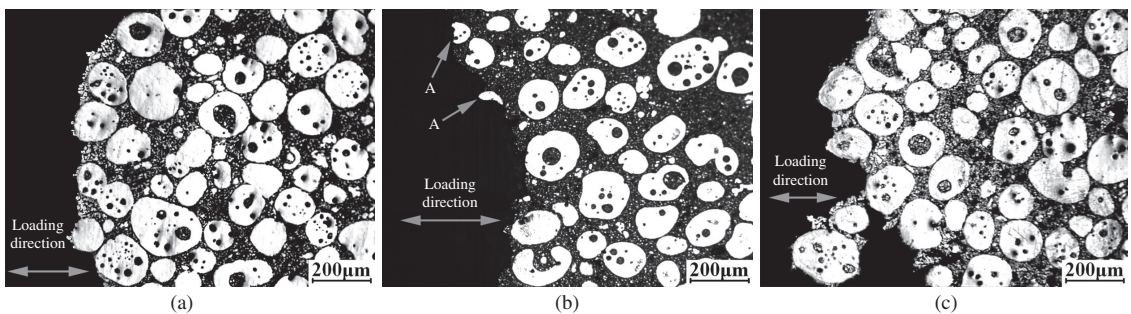 Loading
direction
200μm
(a)
A
A
Loading
direction
200μm
(b)
Loading
direction
200μm
(c)